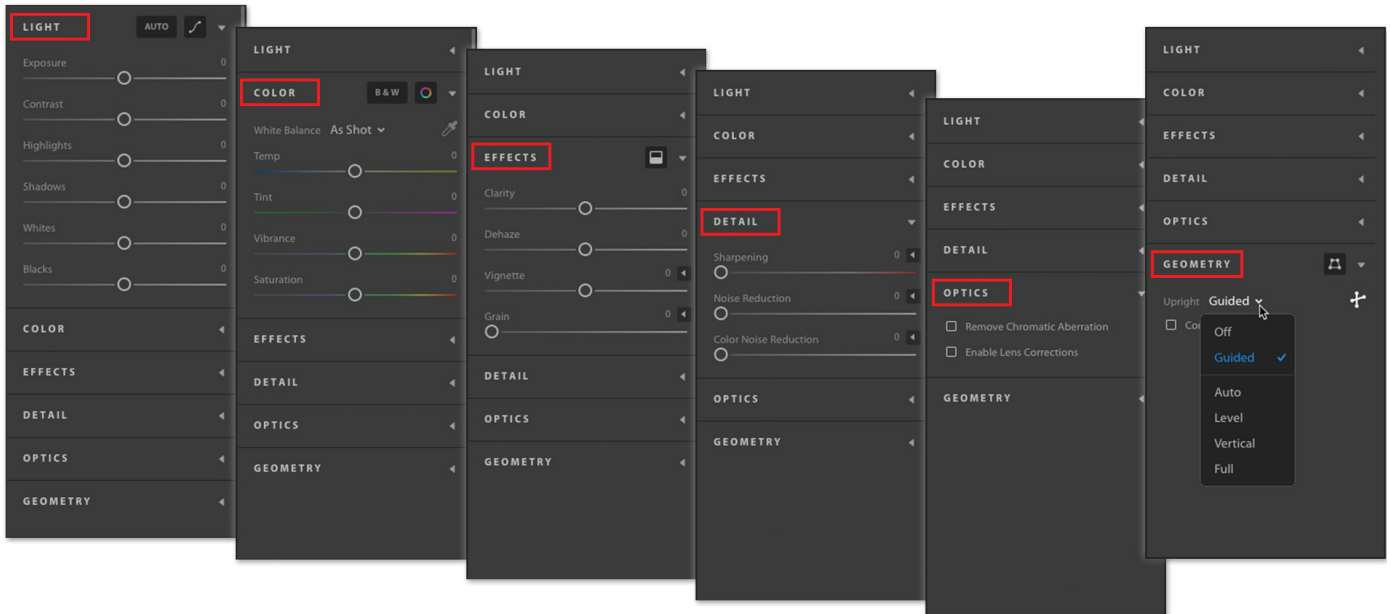 LIGHT AUTO
Exposure 0
Contrast 0
Highlights 0
Shadows 0
Whites 0
Blacks 0
COLOR
EFFECTS
DETAIL
OPTICS
GEOMETRY
LIGHT
COLOR B&W
White Balance As Shot
Temp 0
Tint 0
Vibrance 0
Saturation 0
EFFECTS
DETAIL
OPTICS
GEOMETRY
LIGHT
COLOR
EFFECTS
Clarity 0
Dehaze 0
Vignette 0
Grain 0
DETAIL
OPTICS
GEOMETRY
LIGHT
COLOR
EFFECTS
DETAIL
Sharpening 0
Noise Reduction 0
Color Noise Reduction 0
OPTICS
GEOMETRY
LIGHT
COLOR
EFFECTS
DETAIL
OPTICS
Remove Chromatic Aberration
Enable Lens Corrections
GEOMETRY
LIGHT
COLOR
EFFECTS
DETAIL
OPTICS
GEOMETRY
Upright Guided
Off
Guided
Auto
Level
Vertical
Full